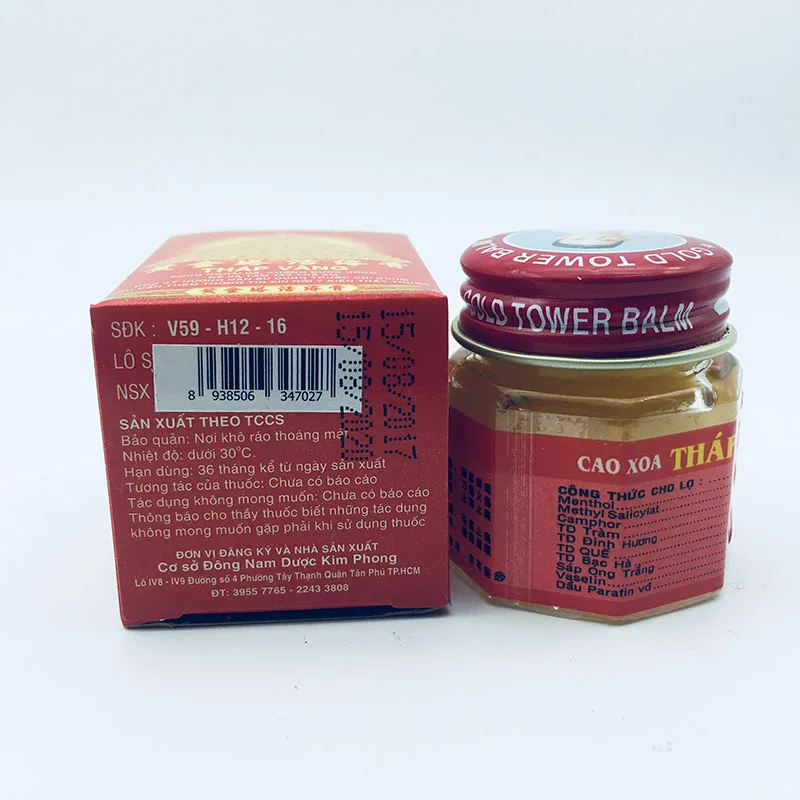 THÁP VÀNG
SĐK : V59 - H12 - 16
LÔ S
NSX
15/08/2017
15/08/2020
8 938506 347027
SẢN XUẤT THEO TCCS
Bảo quản: Nơi khô ráo thoáng mát
Nhiệt độ: dưới 30°C.
Hạn dùng: 36 tháng kể từ ngày sản xuất
Tương tác của thuốc: Chưa có báo cáo
Tác dụng không mong muốn: Chưa có báo cáo
Thông báo cho thầy thuốc biết những tác dụng
không mong muốn gặp phải khi sử dụng thuốc
ĐƠN VỊ ĐĂNG KÝ VÀ NHÀ SẢN XUẤT
Cơ sở Đông Nam Dược Kim Phong
Lô IV8 - IV9 Đường số 4 Phường Tây Thạnh Quận Tân Phú TP.HCM
ĐT: 3955 7765 - 2243 3808
GOLD TOWER BALM
GOLD TOWER BALM
CAO XOA THÁP
CÔNG THỨC CHO LỌ :
Menthol
Methyl Salicylat
Camphor
TD Tràm
TD Đinh Hương
TD QUẾ
TD Bạc Hà
Sáp Ong Trắng
Vaselin
Dầu Parafin vđ